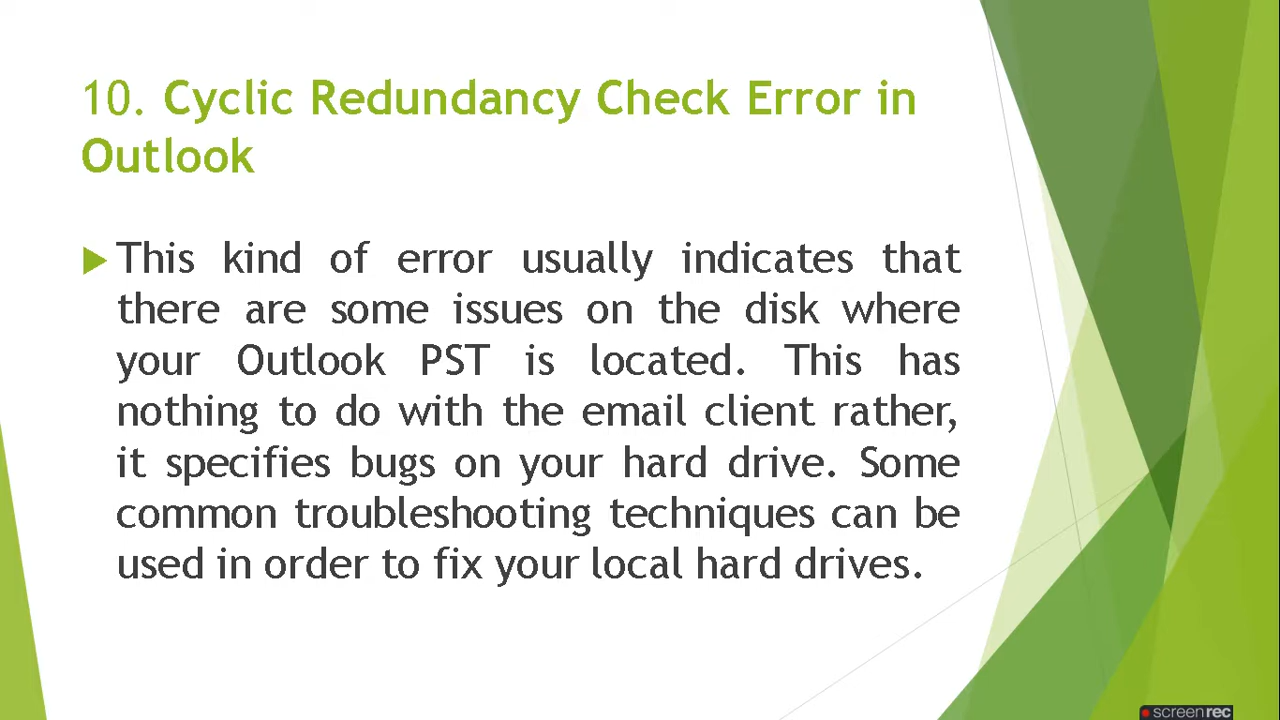 10. Cyclic Redundancy Check Error in
Outlook
This kind of error usually indicates that
there are some issues on the disk where
your Outlook PST is located. This has
nothing to do with the email client rather,
it specifies bugs on your hard drive. Some
common troubleshooting techniques can be
used in order to fix your local hard drives.
screenrec